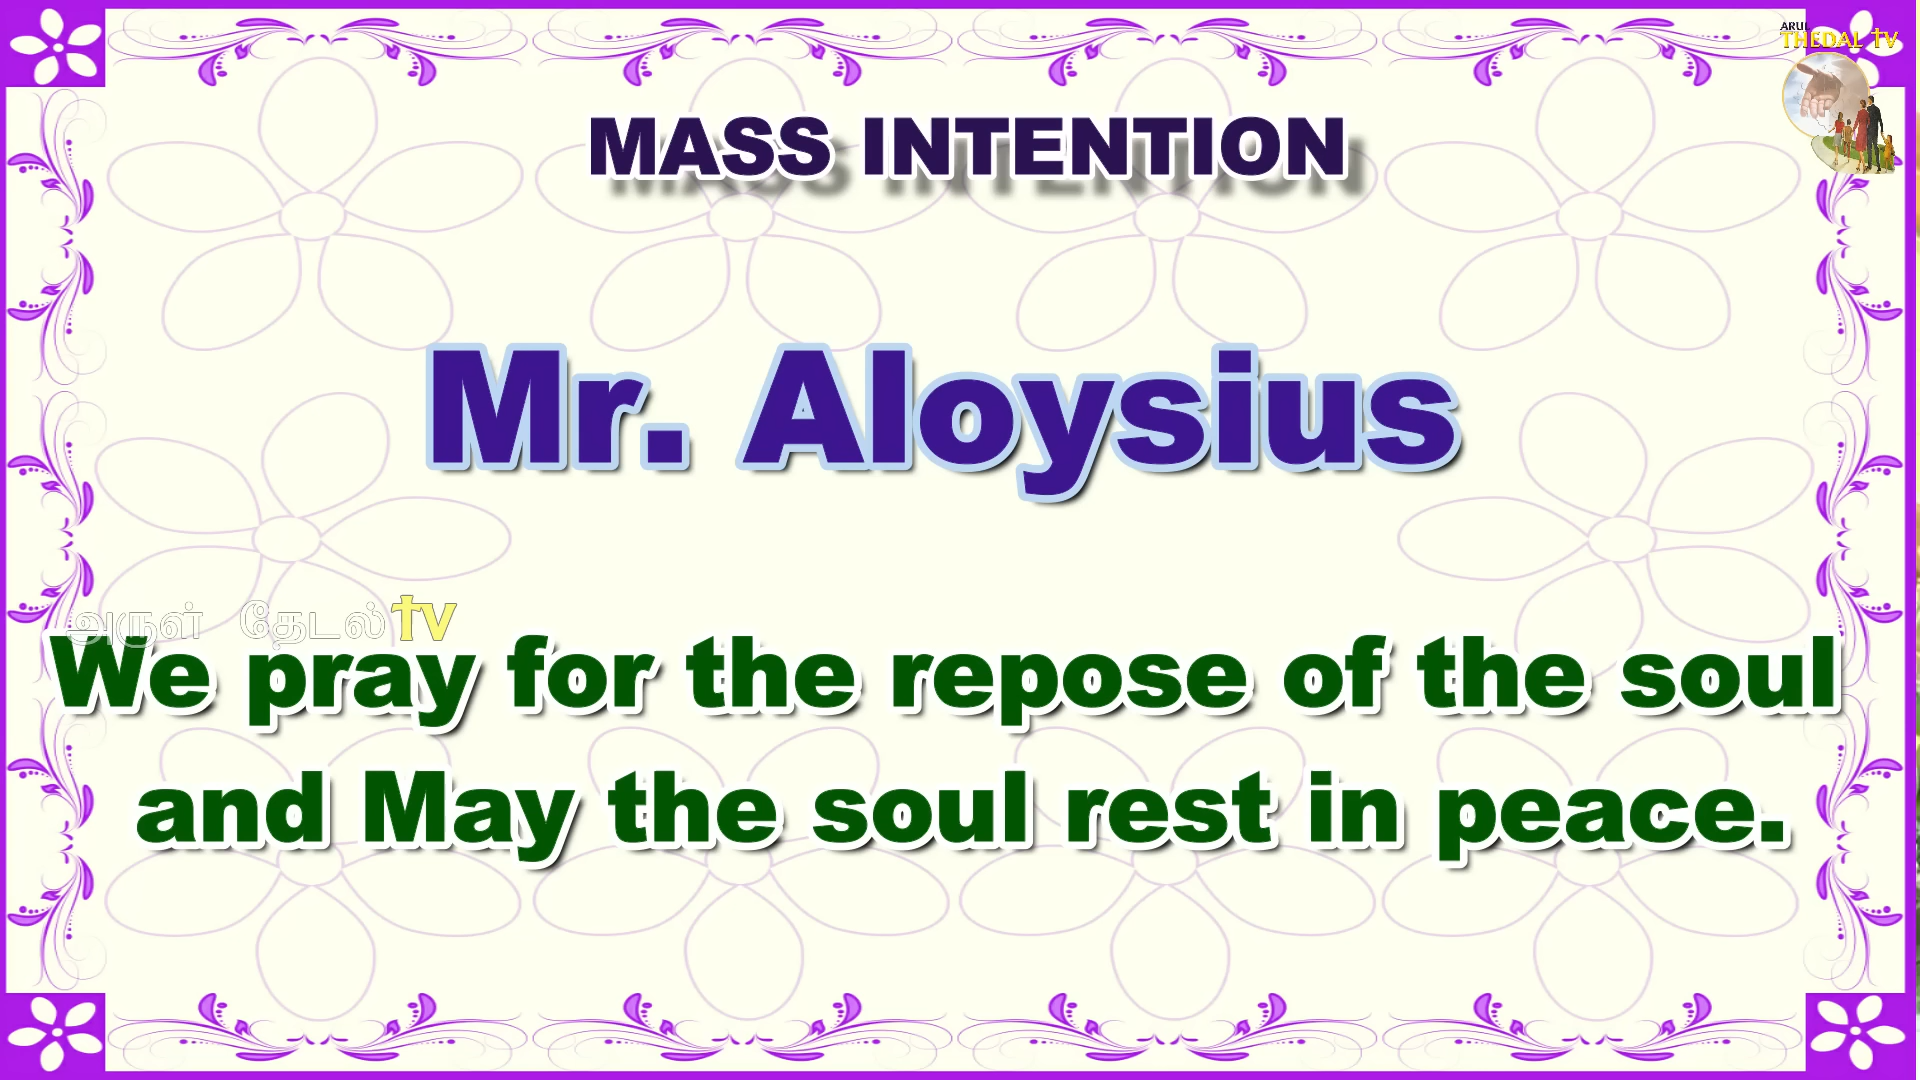 ARUL
THEDAL TV
MASS INTENTION
Mr. Aloysius
அருள் தேடல் tv
We pray for the repose of the soul
and May the soul rest in peace.